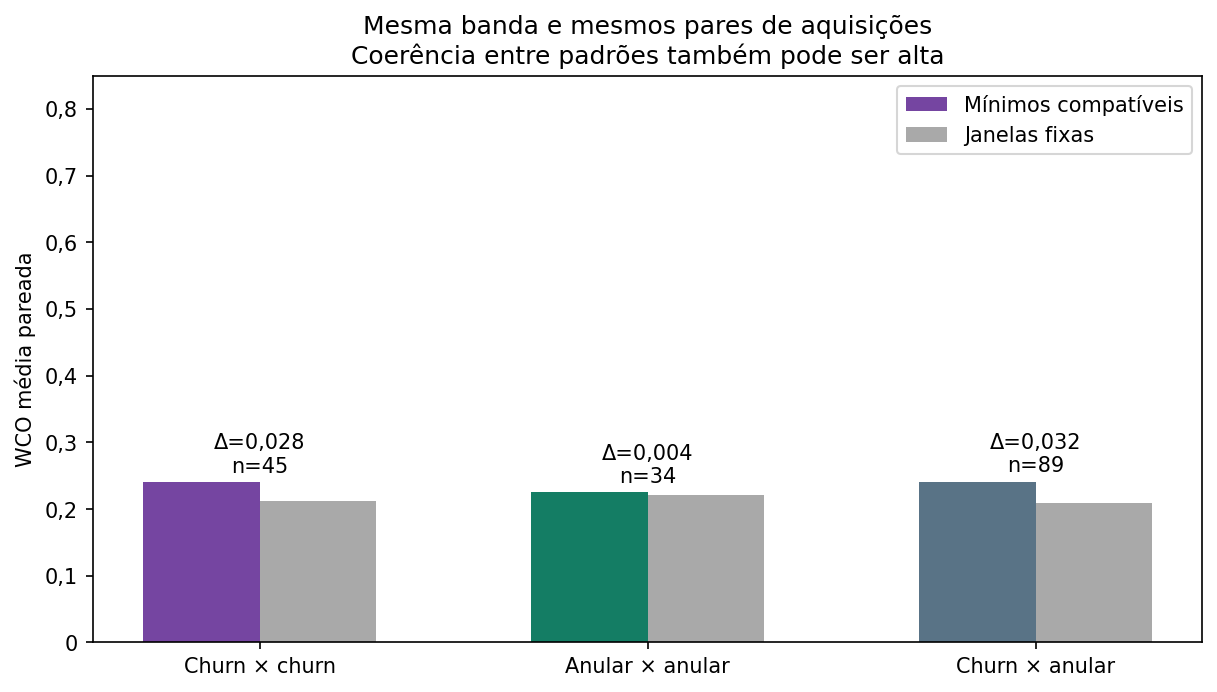 Mesma banda e mesmos pares de aquisições
Coerência entre padrões também pode ser alta
Mínimos compatíveis
Janelas fixas
WCO média pareada
0,8
0,7
0,6
0,5
0,4
0,3
0,2
0,1
0
Δ=0,028
n=45
Δ=0,004
n=34
Δ=0,032
n=89
Churn × churn
Anular × anular
Churn × anular